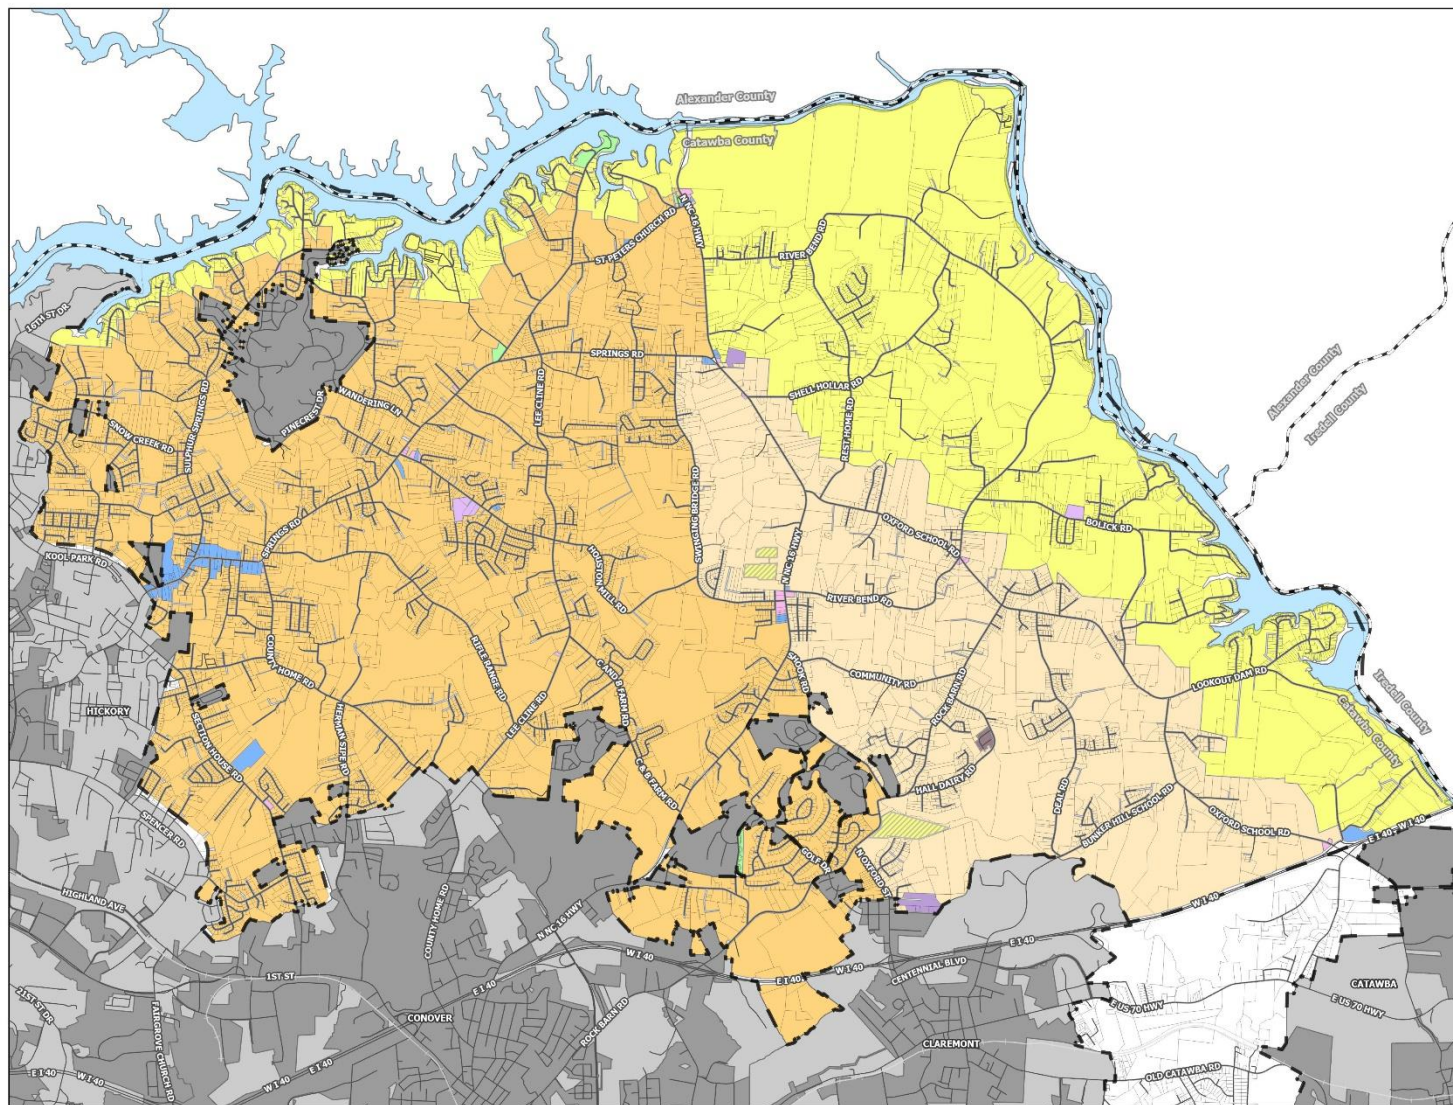 Alexander County
Catawba County
N NC 16 HWY
ST PETERS CHURCH RD
RIVER BEND RD
16TH ST DR
SPRINGS RD
SHELL HOLLAR RD
Alexander County
Iredell County
WANDERING LN
PINECREST DR
LEE CLINE RD
REST HOME RD
SULPHUR SPRINGS RD
SNOW CREEK RD
SWINGING BRIDGE RD
SPRINGS RD
OXFORD SCHOOL RD
BOLICK RD
KOOL PARK RD
N NC 16 HWY
HOUSTON MILL RD
RIVER BEND RD
COUNTY HOME RD
RIFLE RANGE RD
C AND B FARM RD
SHOOK RD
COMMUNITY RD
ROCK BARN RD
LOOKOUT DAM RD
Iredell County
Catawba County
HICKORY
SECTION HOUSE RD
HERMAN SIPE RD
LEE CLINE RD
C & B FARM RD
HALL DAIRY RD
DEAL RD
BUNKER HILL SCHOOL RD
OXFORD SCHOOL RD
SPENCER RD
GOLF DR
N OXFORD ST
E I 40
W I 40
HIGHLAND AVE
COUNTY HOME RD
N NC 16 HWY
W I 40
W I 40
E I 40
E I 40
W I 40
CENTENNIAL BLVD
1ST ST
CATAWBA
21ST ST DR
FAIRGROVE CHURCH RD
E I 40
CONOVER
ROCK BARN RD
E US 70 HWY
E US 70 HWY
CLAREMONT
E I 40
W I 40
W I 40
E I 40
OLD CATAWBA RD